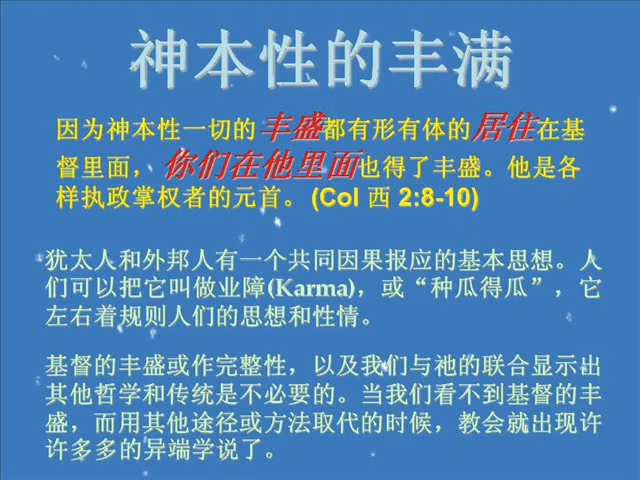 神本性的丰满
因为神本性一切的丰盛都有形有体的居住在基
督里面，你们在他里面也得了丰盛。他是各
样执政掌权者的元首。(Col 西 2:8-10)
犹太人和外邦人有一个共同因果报应的基本思想。人
们可以把它叫做业障(Karma)，或“种瓜得瓜”，它
左右着规则人们的思想和性情。
基督的丰盛或作完整性，以及我们与祂的联合显示出
其他哲学和传统是不必要的。当我们看不到基督的丰
盛，而用其他途径或方法取代的时候，教会就出现许
许多多的异端学说了。